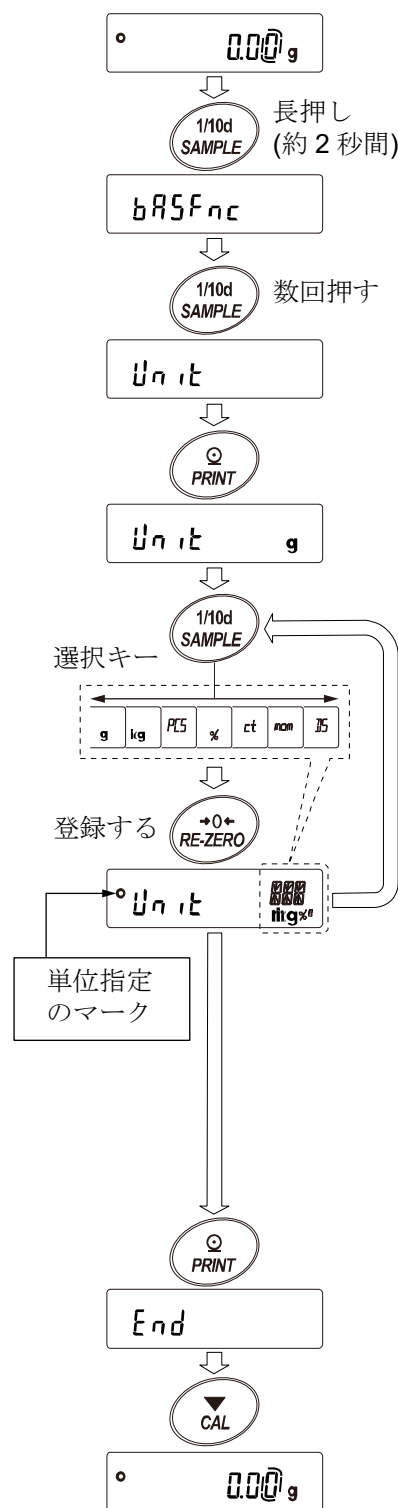 0.00 g
1/10d
SAMPLE
長押し
(約 2 秒間)
bASFnc
1/10d
SAMPLE
数回押す
Unit
PRINT
Unit g
1/10d
SAMPLE
選択キー
g kg PCS % ct mom DS
登録する
→0←
RE-ZERO
Unit
単位指定
のマーク
PRINT
End
CAL
0.00 g